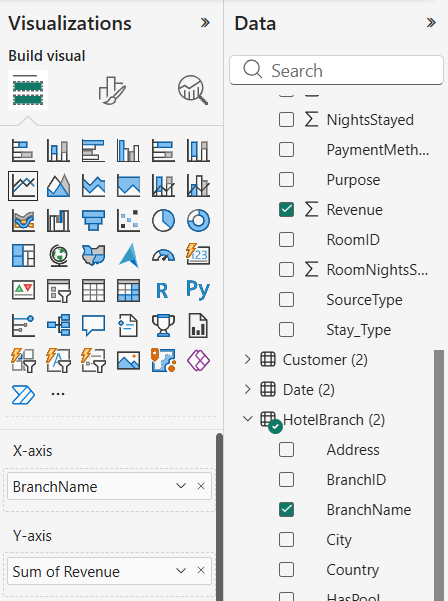 Visualizations
»
Build visual
123
R
Py
...
X-axis
BranchName
Y-axis
Sum of Revenue
Data
»
Search
NightsStayed
PaymentMeth...
Purpose
Revenue
RoomID
RoomNightsS...
SourceType
Stay_Type
Customer (2)
Date (2)
HotelBranch (2)
Address
BranchID
BranchName
City
Country
HasPool